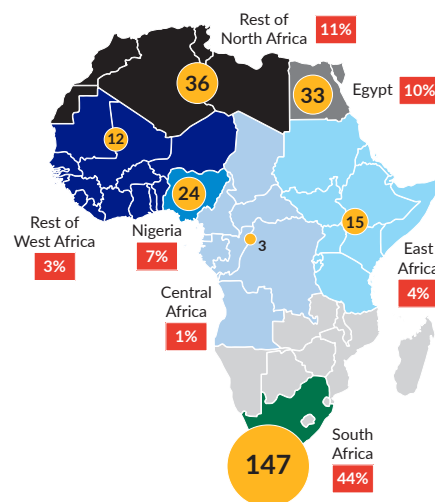 Rest of
North Africa
11%
36
33
Egypt
10%
12
24
15
Rest of
West Africa
3%
Nigeria
7%
3
East
Africa
4%
Central
Africa
1%
147
South
Africa
44%